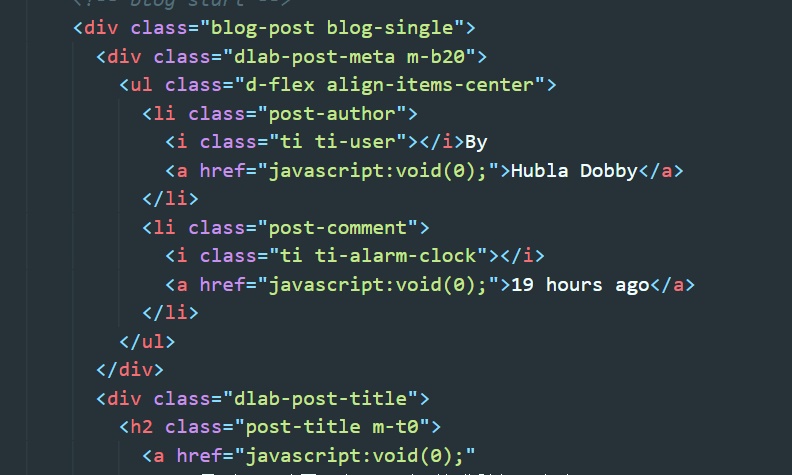 <!-- blog start -->
<div class="blog-post blog-single">
<div class="dlab-post-meta m-b20">
<ul class="d-flex align-items-center">
<li class="post-author">
<i class="ti ti-user"></i>By
<a href="javascript:void(0);">Hubla Dobby</a>
</li>
<li class="post-comment">
<i class="ti ti-alarm-clock"></i>
<a href="javascript:void(0);">19 hours ago</a>
</li>
</ul>
</div>
<div class="dlab-post-title">
<h2 class="post-title m-t0">
<a href="javascript:void(0);"